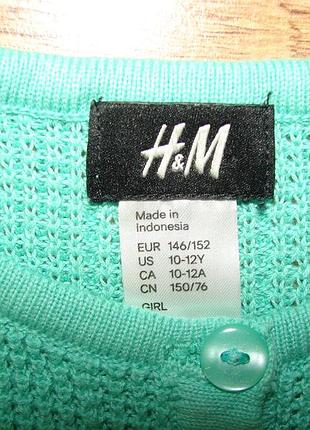 H&M
Made in
Indonesia
EUR 146/152
US 10-12Y
CA 10-12A
CN 150/76
GIRL